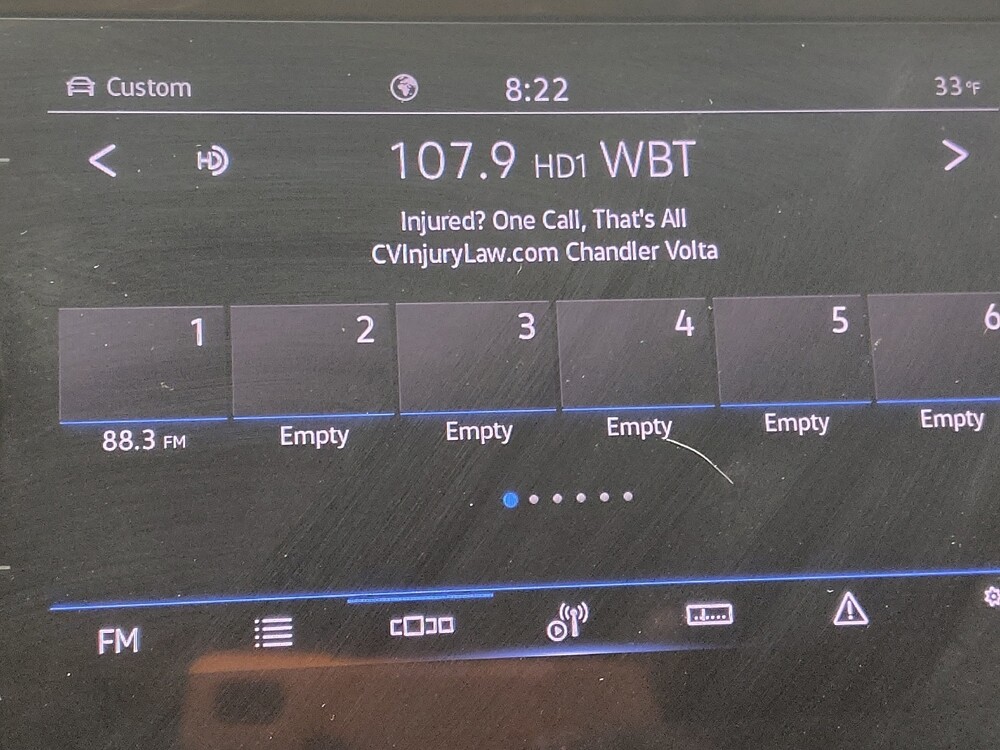 Custom 8:22 33°F
HD 107.9 HD1 WBT
Injured? One Call, That's All
CVInjuryLaw.com Chandler Volta
1 2 3 4 5 6
88.3 FM Empty Empty Empty Empty Empty
FM